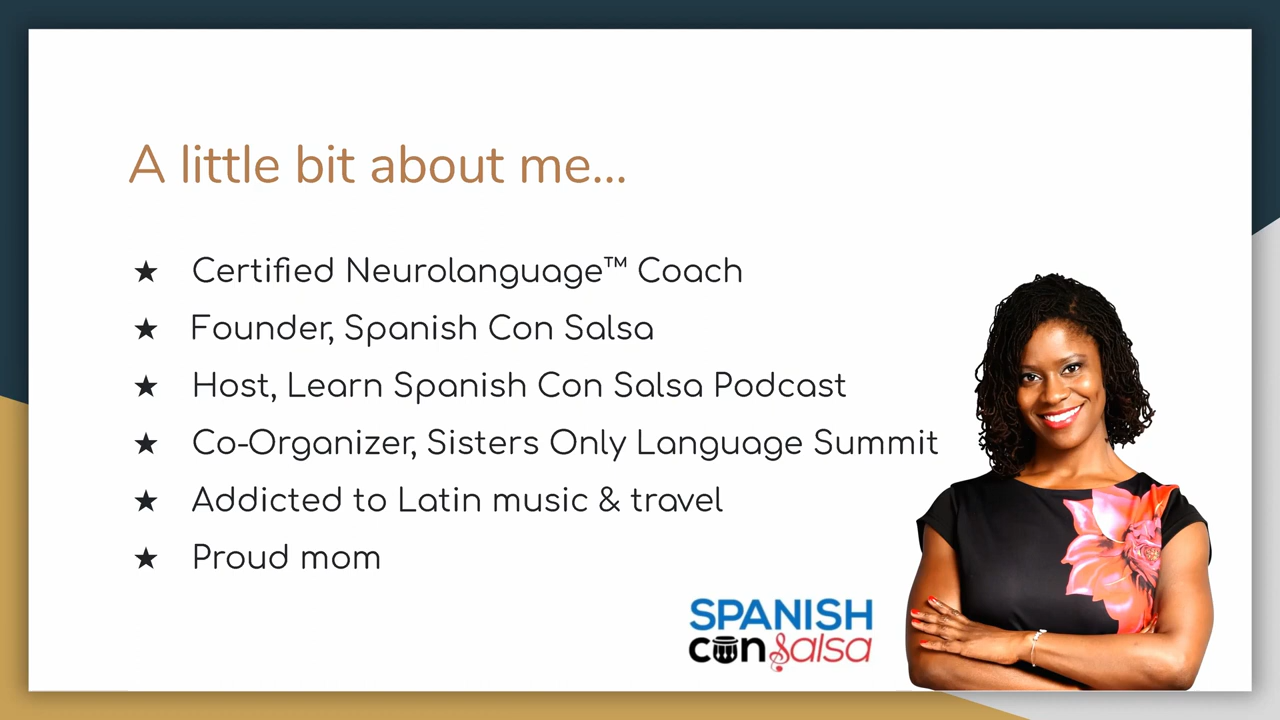 A little bit about me...
★ Certified Neurolanguage™ Coach
★ Founder, Spanish Con Salsa
★ Host, Learn Spanish Con Salsa Podcast
★ Co-Organizer, Sisters Only Language Summit
★ Addicted to Latin music & travel
★ Proud mom
SPANISH
con salsa